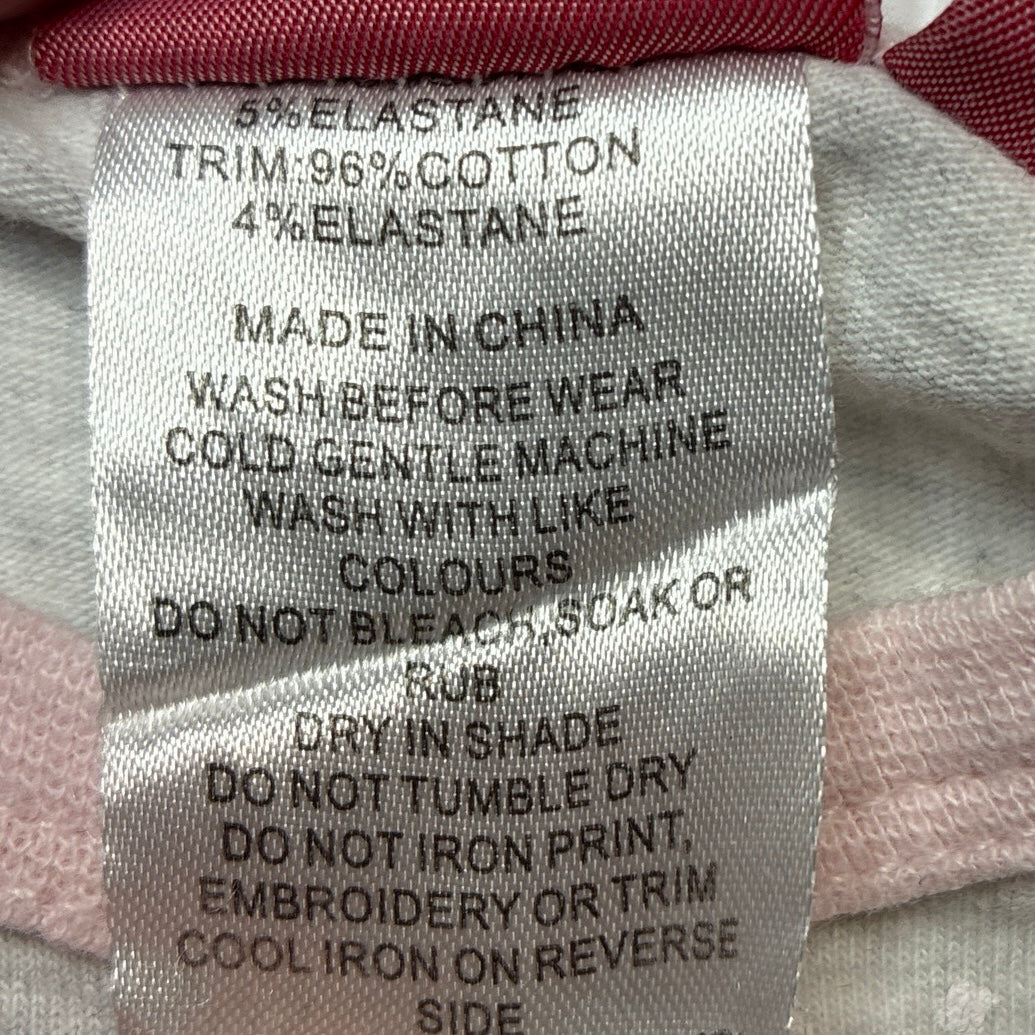 5%ELASTANE
TRIM:96%COTTON
4%ELASTANE
MADE IN CHINA
WASH BEFORE WEAR
COLD GENTLE MACHINE
WASH WITH LIKE
COLOURS
DO NOT BLEACH,,SOAK OR
RUB
DRY IN SHADE
DO NOT TUMBLE DRY
DO NOT IRON PRINT,
EMBROIDERY OR TRIM
COOL IRON ON REVERSE
SIDE